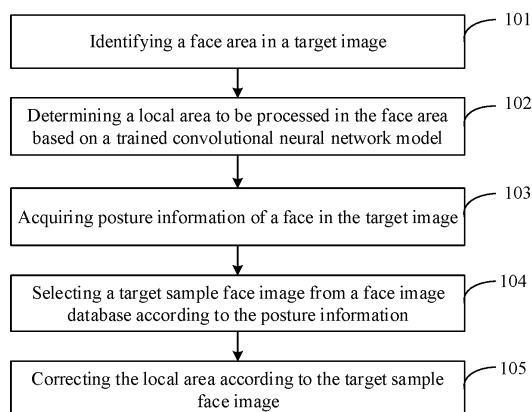 101
Identifying a face area in a target image
102
Determining a local area to be processed in the face area
based on a trained convolutional neural network model
103
Acquiring posture information of a face in the target image
104
Selecting a target sample face image from a face image
database according to the posture information
105
Correcting the local area according to the target sample
face image